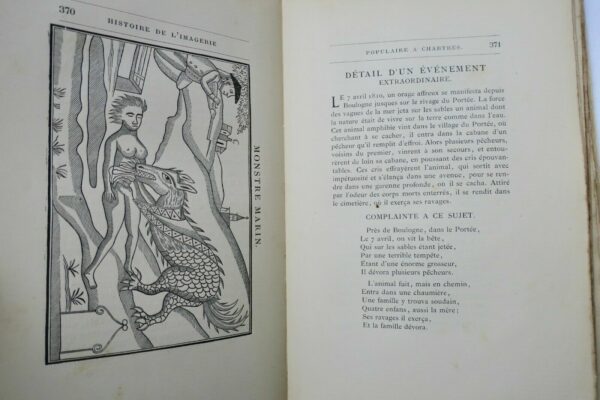 370
HISTOIRE DE L'IMAGERIE
MONSTRE MARIN.
POPULAIRE A CHARTRES.
371
DÉTAIL D'UN ÉVÉNEMENT
EXTRAORDINAIRE.
LE 7 avril 1810, un orage affreux se manifesta depuis
Boulogne jusques sur le rivage du Portée. La force
des vagues de la mer jeta sur les sables un animal dont
la nature était de vivre sur la terre comme dans l'eau.
Cet animal amphibie vint dans le village du Portée, où
cherchant à se cacher, il entra dans la cabane d'un
pêcheur qu'il remplit d'effroi. Alors plusieurs pêcheurs,
voisins du premier, vinrent à son secours, et entou-
rèrent de loin sa cabane, en poussant des cris épouvan-
tables. Ces cris effrayèrent l'animal, qui sortit avec
impétuosité et s'élança dans une avenue, pour se répan-
dre dans une garenne profonde, où il se cacha. Attiré
par l'odeur des corps morts enterrés, il se rendit dans
le cimetière, où il exerça ses ravages.
COMPLAINTE A CE SUJET.
Près de Boulogne, dans le Portée,
Le 7 avril, on vit la bête,
Qui sur les sables étant jetée,
Par une terrible tempête,
Étant d'une énorme grosseur,
Il dévora plusieurs pêcheurs.
L'animal fuit, mais en chemin,
Entra dans une chaumière,
Une famille y trouva soudain,
Quatre enfans, aussi la mère;
Ses ravages il exerça,
Et la famille dévora.